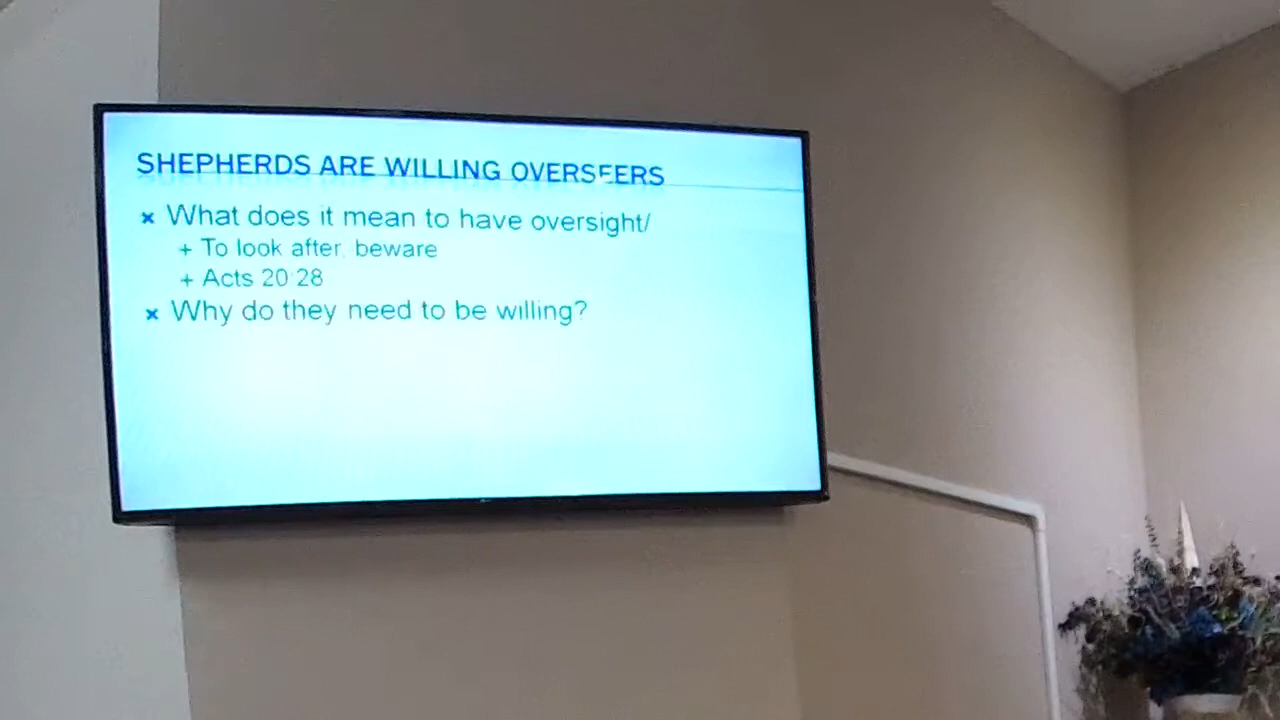 SHEPHERDS ARE WILLING OVERSEERS
× What does it mean to have oversight/
+ To look after, beware
+ Acts 20:28
× Why do they need to be willing?